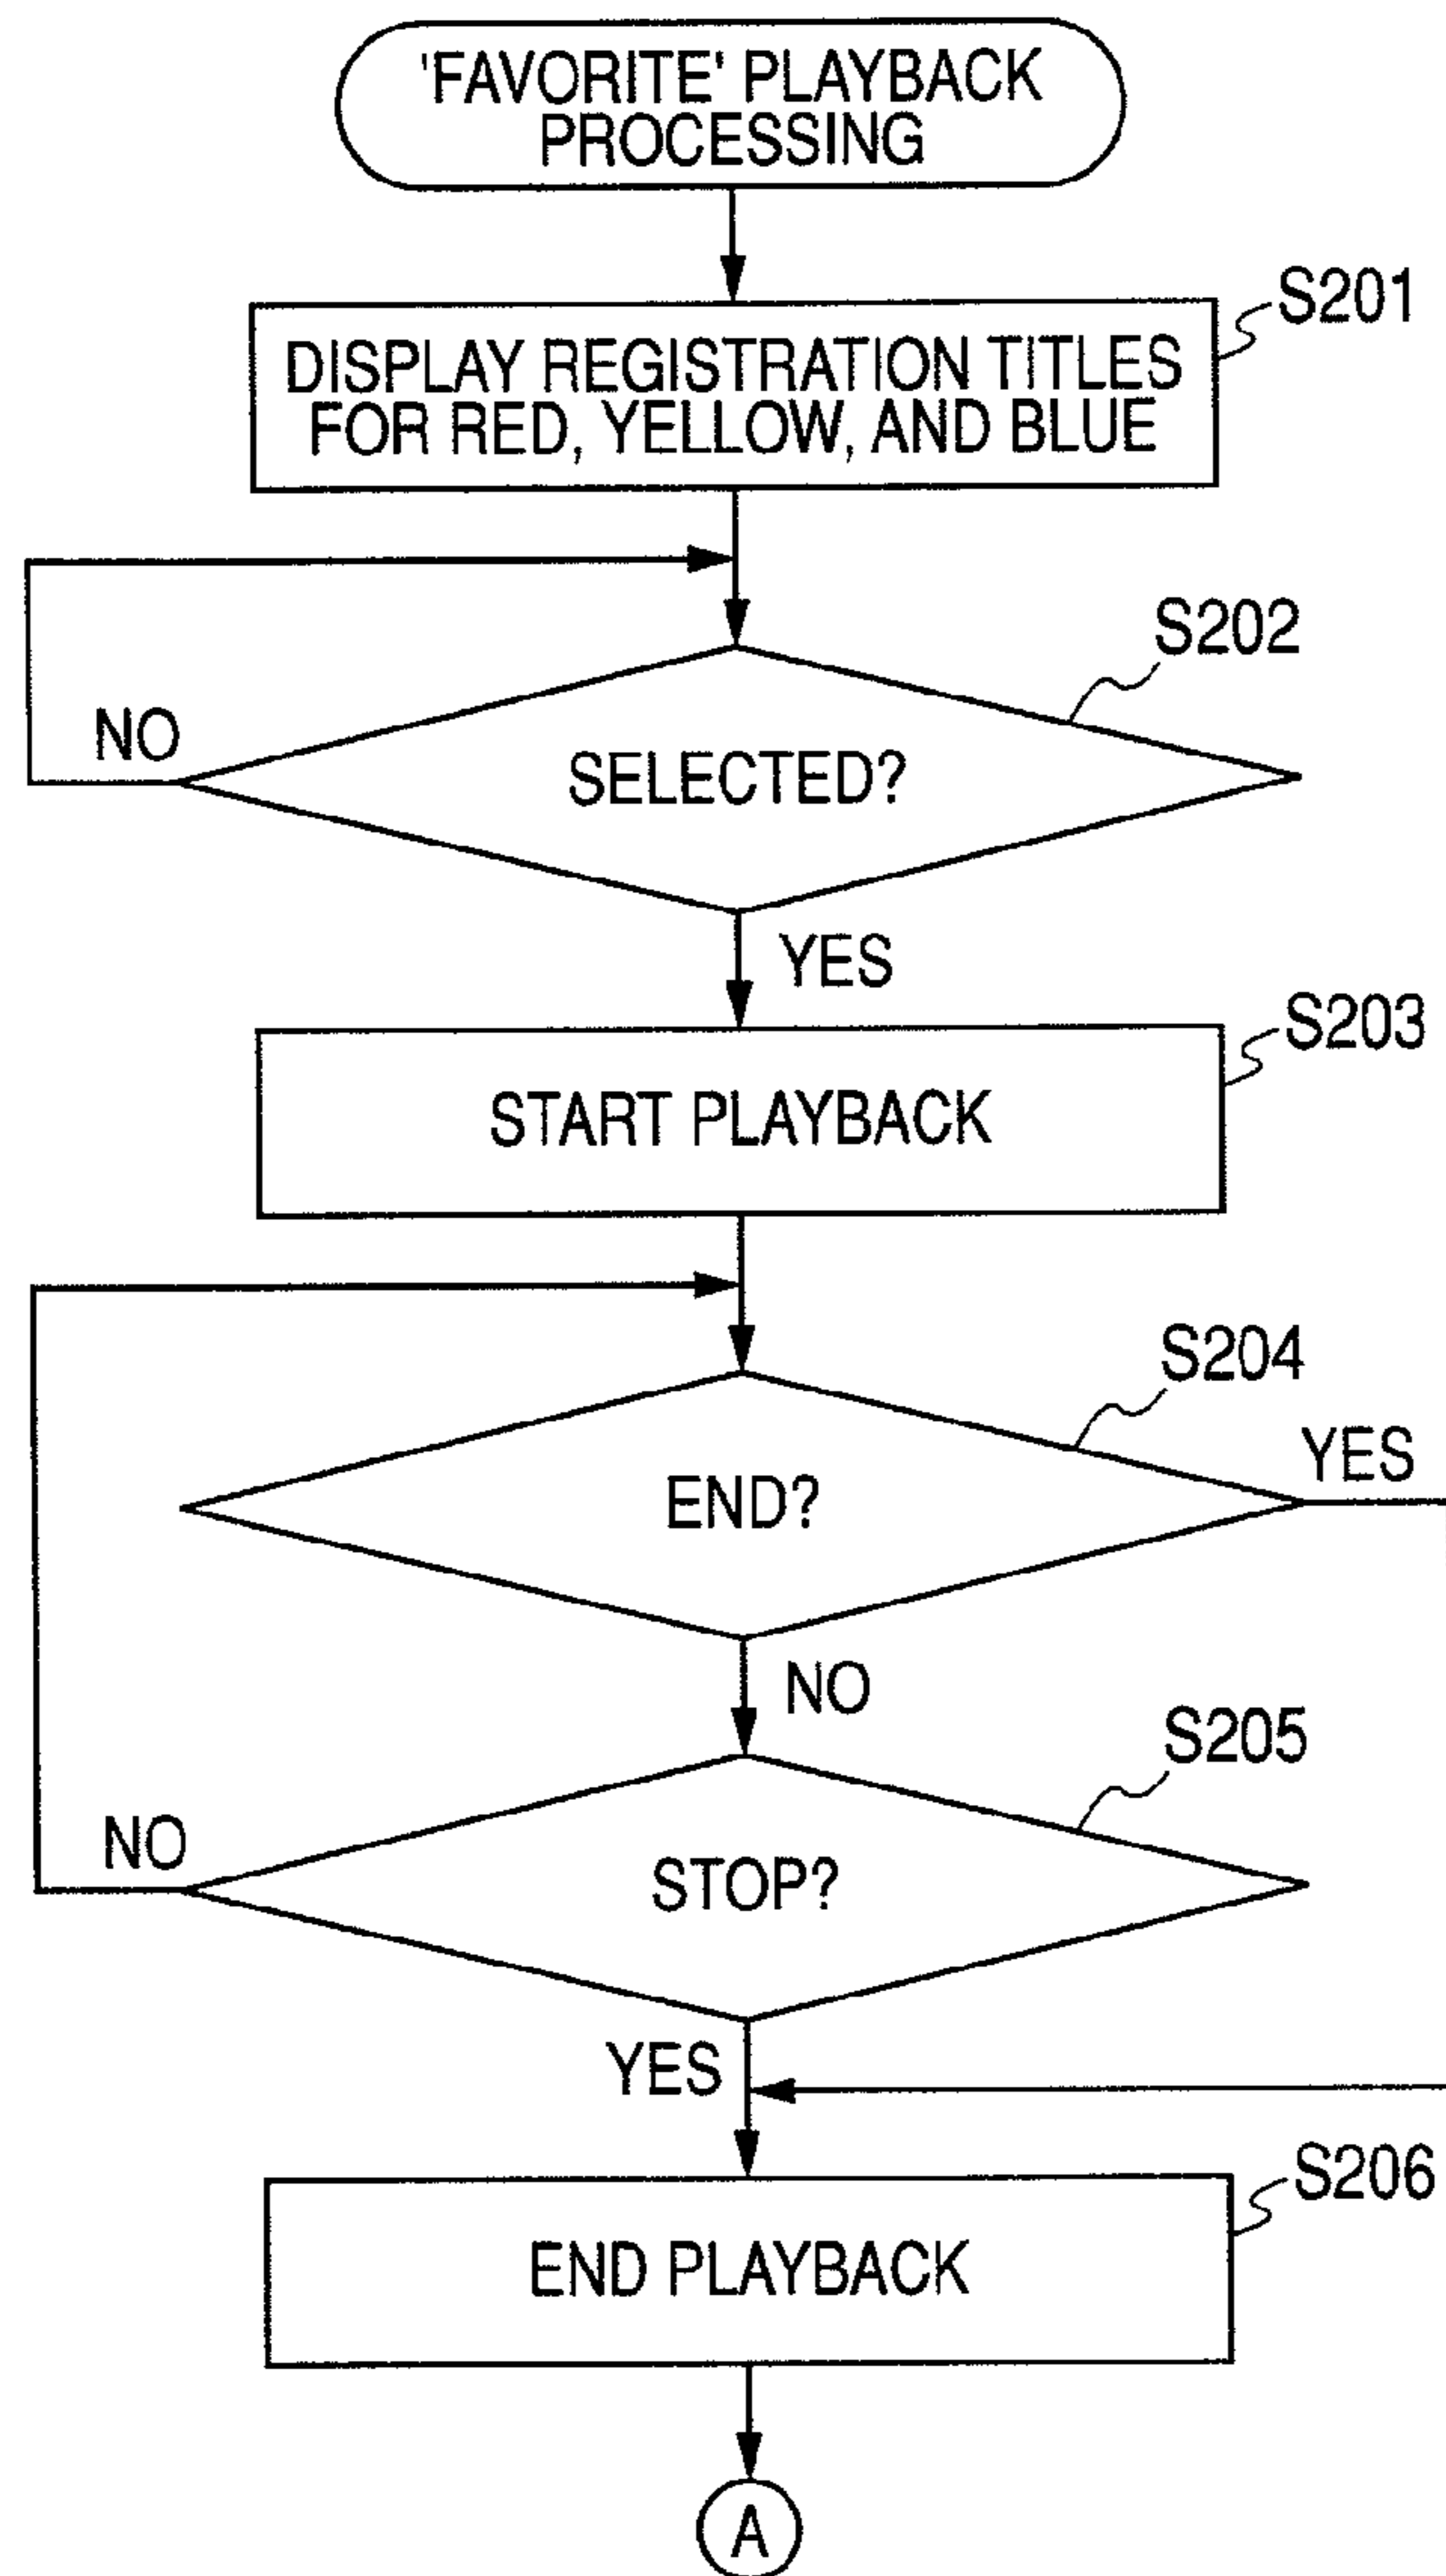 'FAVORITE' PLAYBACK
PROCESSING
S201
DISPLAY REGISTRATION TITLES
FOR RED, YELLOW, AND BLUE
S202
NO
SELECTED?
YES
S203
START PLAYBACK
S204
YES
END?
NO
S205
NO
STOP?
YES
S206
END PLAYBACK
A